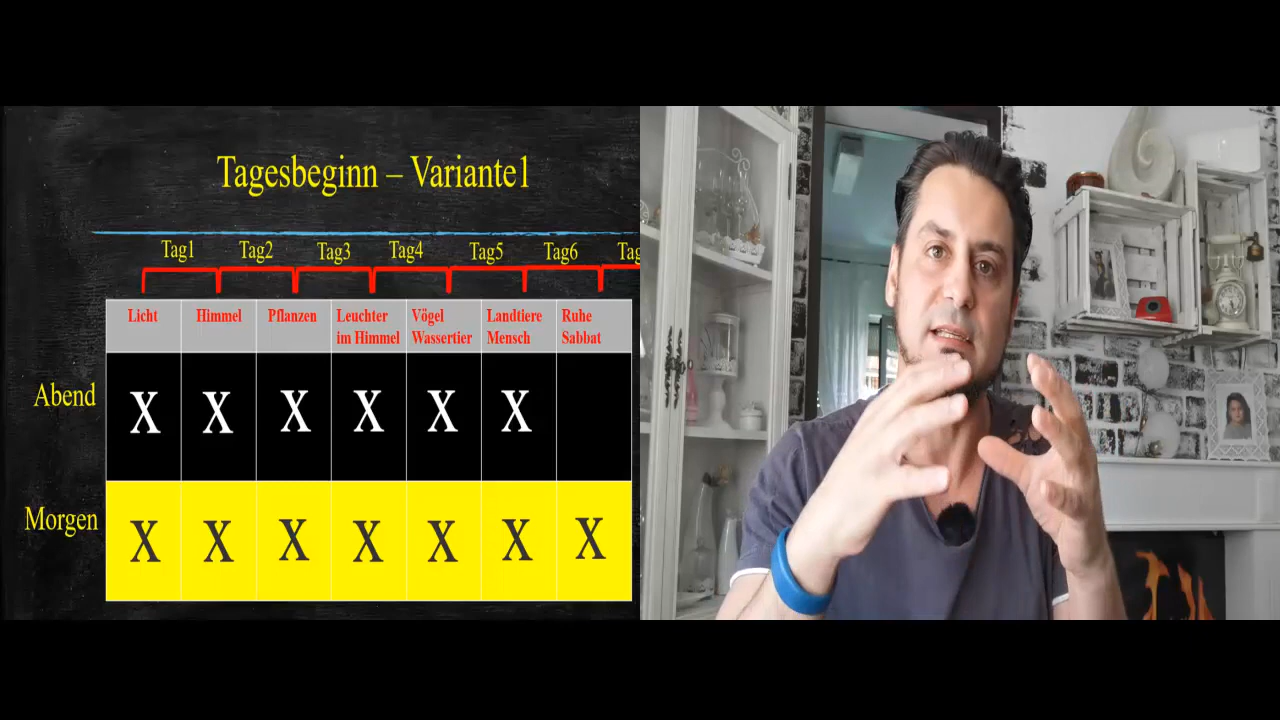 Tagesbeginn – Variante1
Tag1 Tag2 Tag3 Tag4 Tag5 Tag6 Tag
Licht Himmel Pflanzen Leuchter im Himmel Vögel Wassertier Landtiere Mensch Ruhe Sabbat
Abend X X X X X X
Morgen X X X X X X X